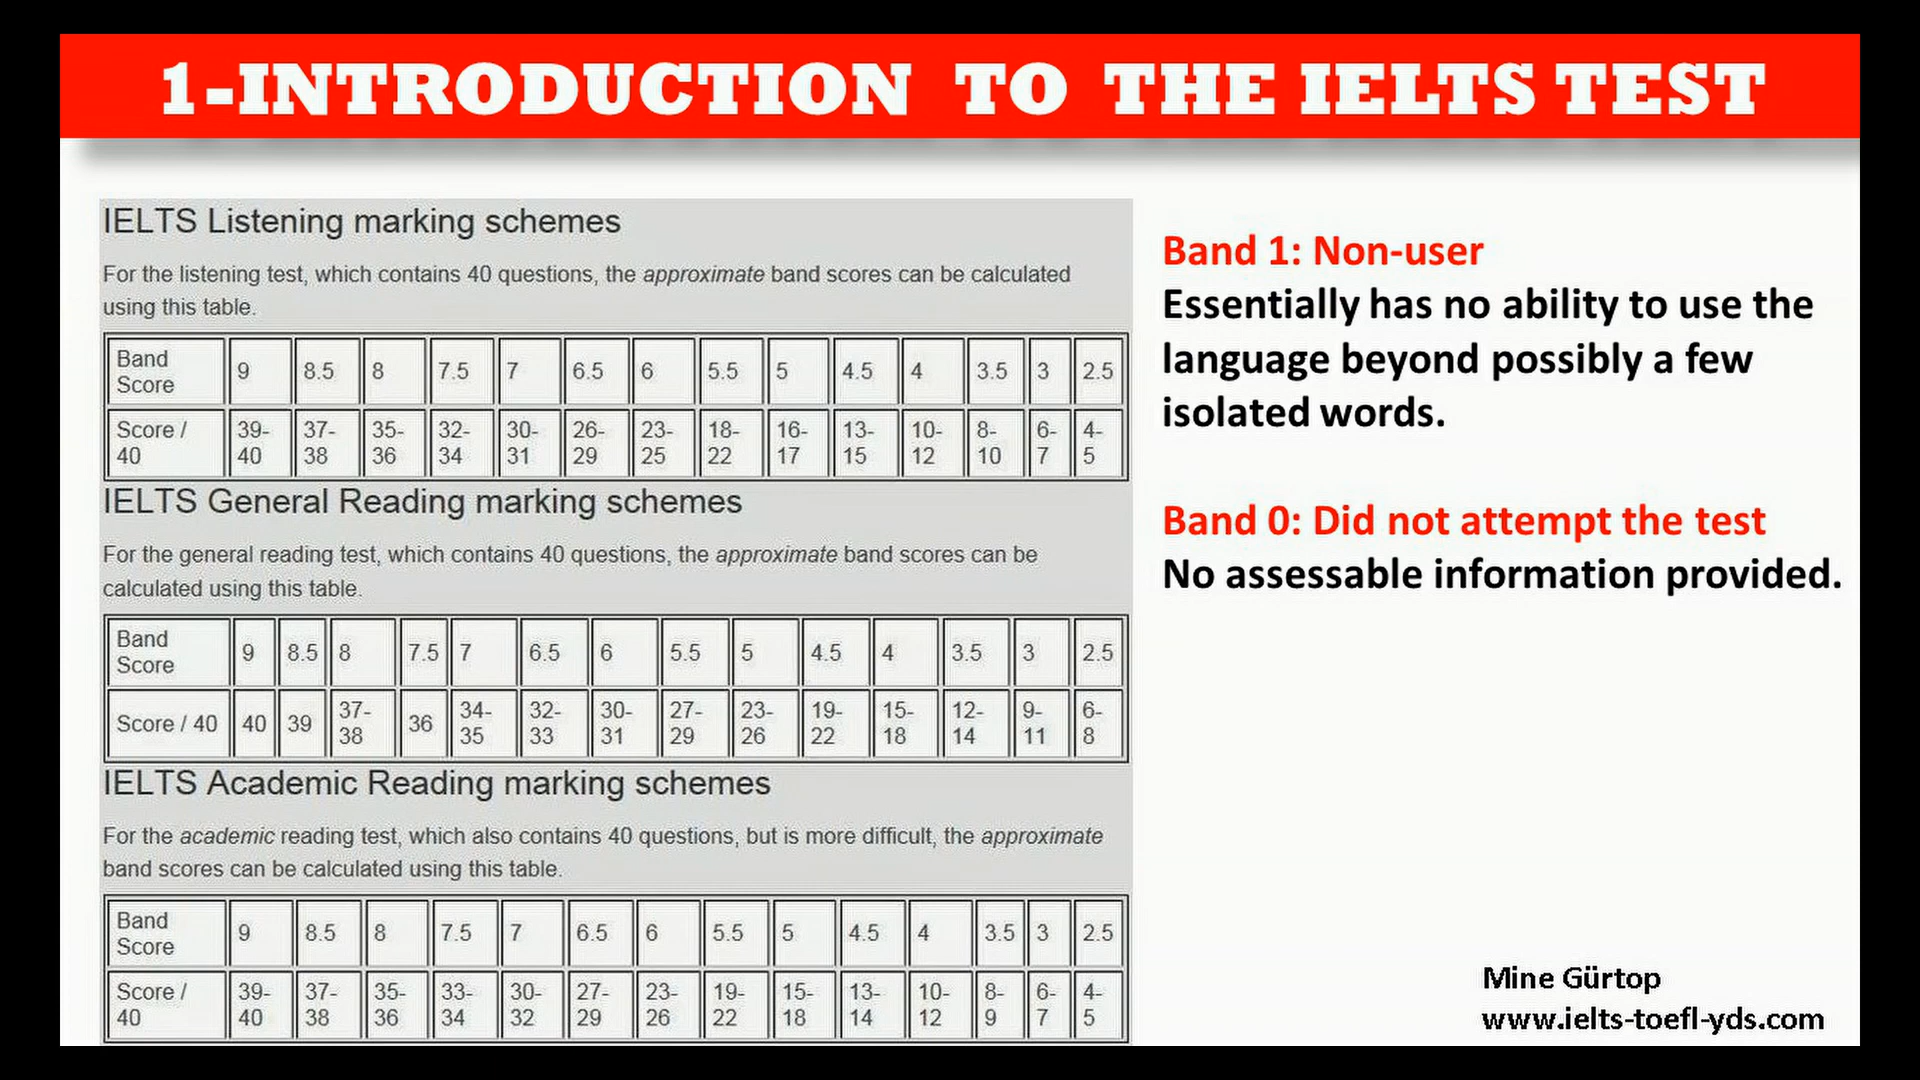 1-INTRODUCTION TO THE IELTS TEST
IELTS Listening marking schemes
For the listening test, which contains 40 questions, the approximate band scores can be calculated
using this table.
Band Score 9 8.5 8 7.5 7 6.5 6 5.5 5 4.5 4 3.5 3 2.5
Score / 40 39-40 37-38 35-36 32-34 30-31 26-29 23-25 18-22 16-17 13-15 10-12 8-10 6-7 4-5
IELTS General Reading marking schemes
For the general reading test, which contains 40 questions, the approximate band scores can be
calculated using this table.
Band Score 9 8.5 8 7.5 7 6.5 6 5.5 5 4.5 4 3.5 3 2.5
Score / 40 40 39 37-38 36 34-35 32-33 30-31 27-29 23-26 19-22 15-18 12-14 9-11 6-8
IELTS Academic Reading marking schemes
For the academic reading test, which also contains 40 questions, but is more difficult, the approximate
band scores can be calculated using this table.
Band Score 9 8.5 8 7.5 7 6.5 6 5.5 5 4.5 4 3.5 3 2.5
Score / 40 39-40 37-38 35-36 33-34 30-32 27-29 23-26 19-22 15-18 13-14 10-12 8-9 6-7 4-5
Band 1: Non-user
Essentially has no ability to use the
language beyond possibly a few
isolated words.
Band 0: Did not attempt the test
No assessable information provided.
Mine Gürtop
www.ielts-toefl-yds.com